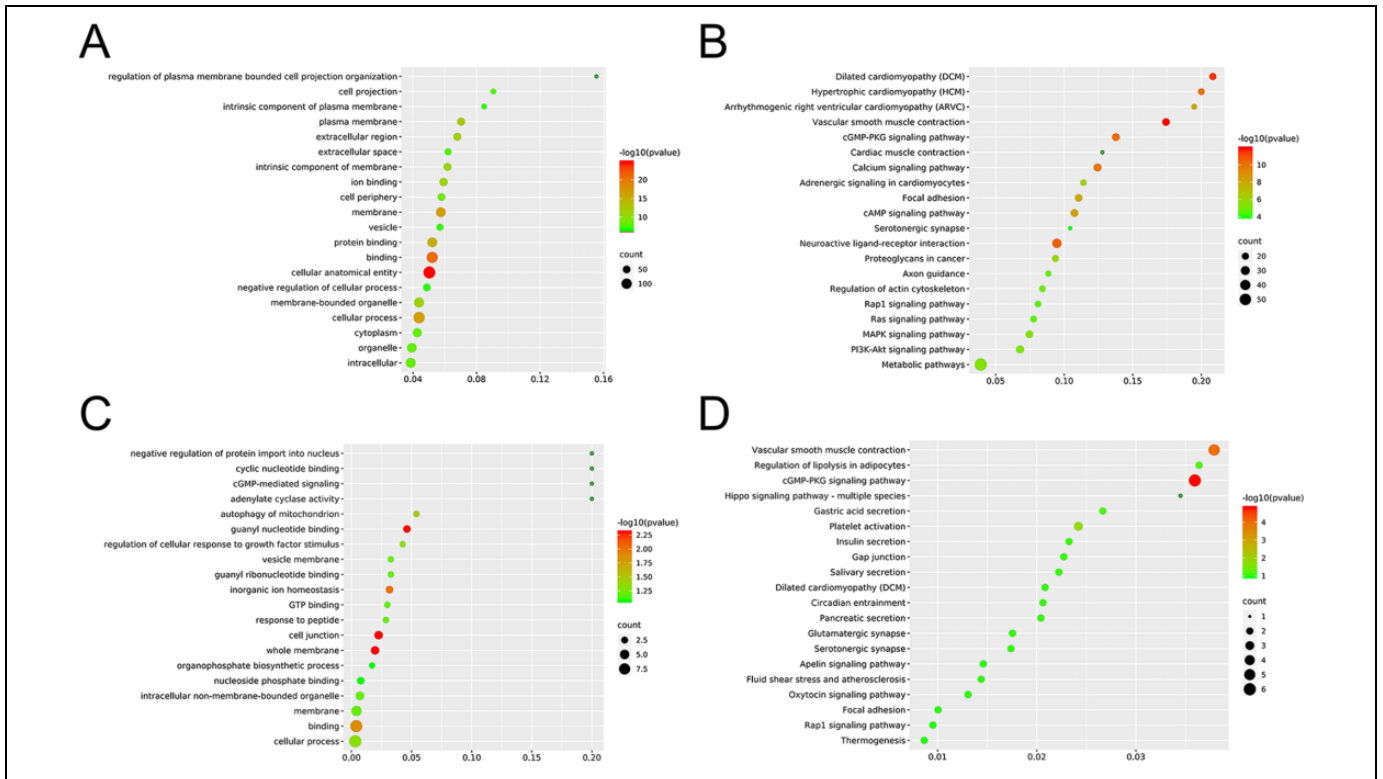 A
regulation of plasma membrane bounded cell projection organization
cell projection
intrinsic component of plasma membrane
plasma membrane
extracellular region
extracellular space
intrinsic component of membrane
ion binding
cell periphery
membrane
vesicle
protein binding
binding
cellular anatomical entity
negative regulation of cellular process
membrane-bounded organelle
cellular process
cytoplasm
organelle
intracellular
0.04 0.08 0.12 0.16
-log10(pvalue)
20
15
10
count
50
100
B
Dilated cardiomyopathy (DCM)
Hypertrophic cardiomyopathy (HCM)
Arrhythmogenic right ventricular cardiomyopathy (ARVC)
Vascular smooth muscle contraction
cGMP-PKG signaling pathway
Cardiac muscle contraction
Calcium signaling pathway
Adrenergic signaling in cardiomyocytes
Focal adhesion
cAMP signaling pathway
Serotonergic synapse
Neuroactive ligand-receptor interaction
Proteoglycans in cancer
Axon guidance
Regulation of actin cytoskeleton
Rap1 signaling pathway
Ras signaling pathway
MAPK signaling pathway
PI3K-Akt signaling pathway
Metabolic pathways
0.05 0.10 0.15 0.20
-log10(pvalue)
10
8
6
4
count
20
30
40
50
C
negative regulation of protein import into nucleus
cyclic nucleotide binding
cGMP-mediated signaling
adenylate cyclase activity
autophagy of mitochondrion
guanyl nucleotide binding
regulation of cellular response to growth factor stimulus
vesicle membrane
guanyl ribonucleotide binding
inorganic ion homeostasis
GTP binding
response to peptide
cell junction
whole membrane
organophosphate biosynthetic process
nucleoside phosphate binding
intracellular non-membrane-bounded organelle
membrane
binding
cellular process
0.00 0.05 0.10 0.15 0.20
-log10(pvalue)
2.25
2.00
1.75
1.50
1.25
count
2.5
5.0
7.5
D
Vascular smooth muscle contraction
Regulation of lipolysis in adipocytes
cGMP-PKG signaling pathway
Hippo signaling pathway - multiple species
Gastric acid secretion
Platelet activation
Insulin secretion
Gap junction
Salivary secretion
Dilated cardiomyopathy (DCM)
Circadian entrainment
Pancreatic secretion
Glutamatergic synapse
Serotonergic synapse
Apelin signaling pathway
Fluid shear stress and atherosclerosis
Oxytocin signaling pathway
Focal adhesion
Rap1 signaling pathway
Thermogenesis
0.01 0.02 0.03
-log10(pvalue)
4
3
2
1
count
1
2
3
4
5
6